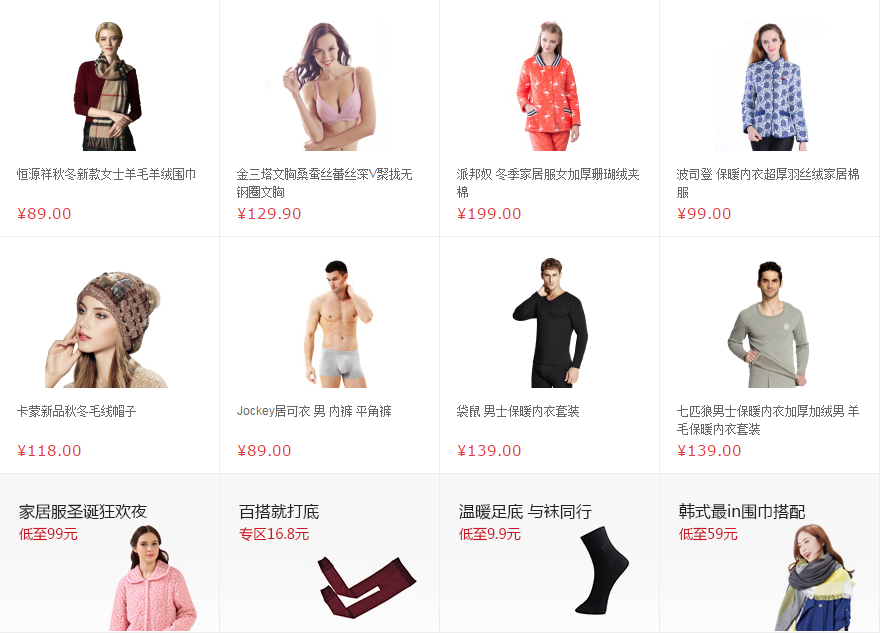 恒源祥秋冬新款女士羊毛羊绒围巾
¥89.00
金三塔文胸桑蚕丝蕾丝深V聚拢无
钢圈文胸
¥129.90
派邦奴 冬季家居服女加厚珊瑚绒夹
棉
¥199.00
波司登 保暖内衣超厚羽丝绒家居棉
服
¥99.00
卡蒙新品秋冬毛线帽子
¥118.00
Jockey居可衣 男 内裤 平角裤
¥89.00
袋鼠 男士保暖内衣套装
¥139.00
七匹狼男士保暖内衣加厚加绒男 羊
毛保暖内衣套装
¥139.00
家居服圣诞狂欢夜
低至99元
百搭就打底
专区16.8元
温暖足底 与袜同行
低至9.9元
韩式最in围巾搭配
低至59元